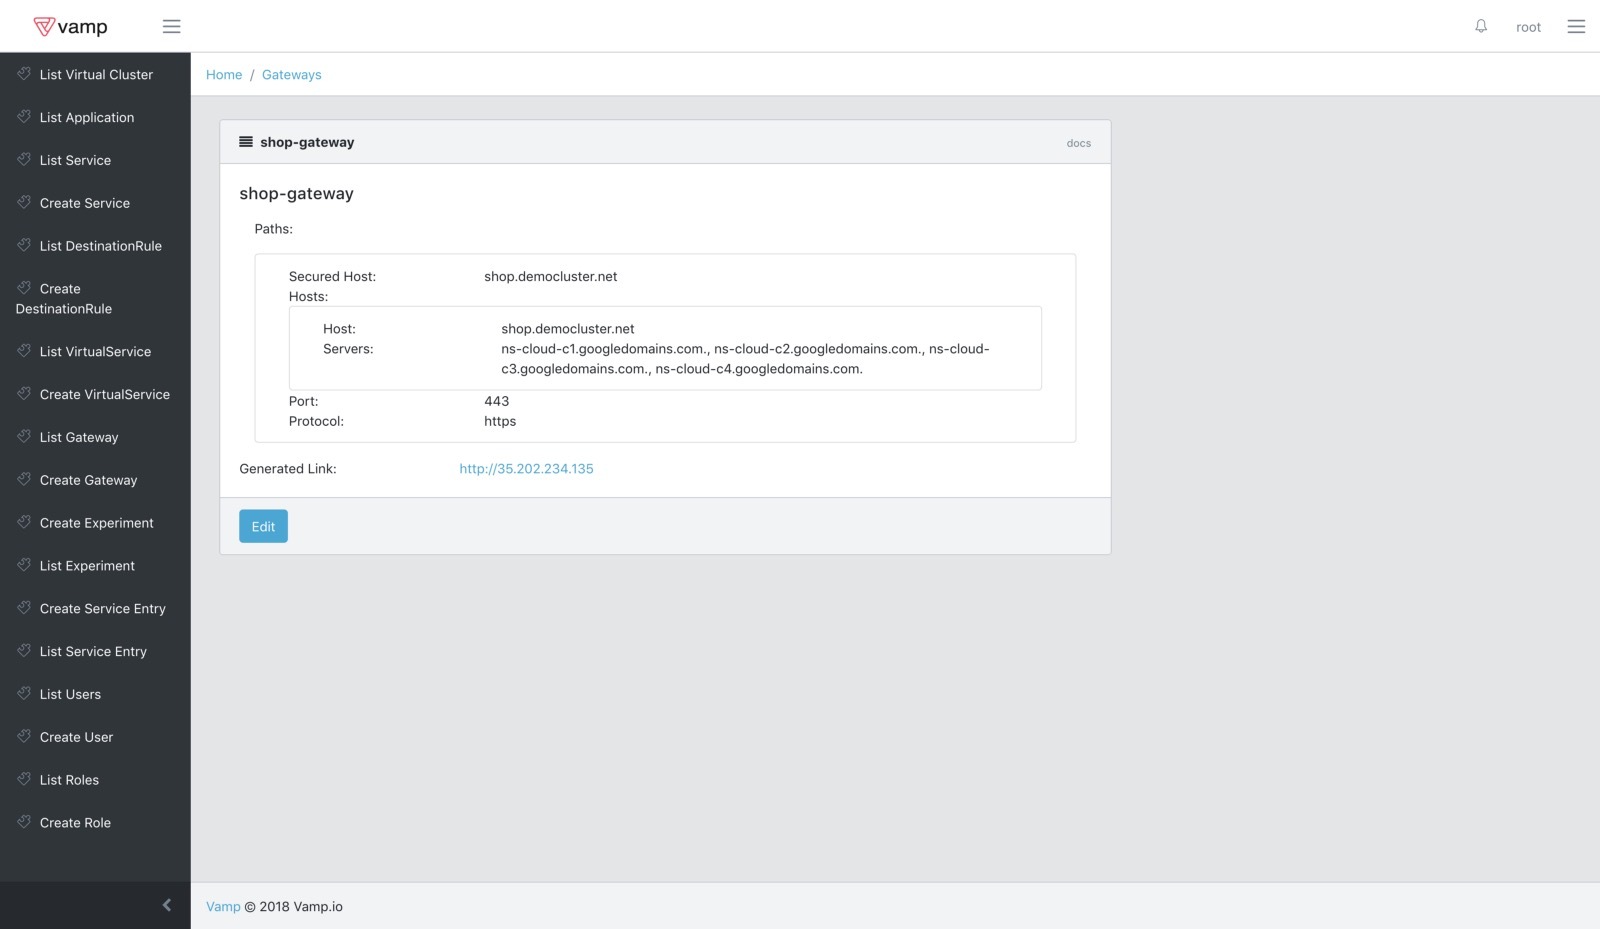 vamp
root
List Virtual Cluster
List Application
List Service
Create Service
List DestinationRule
Create
DestinationRule
List VirtualService
Create VirtualService
List Gateway
Create Gateway
Create Experiment
List Experiment
Create Service Entry
List Service Entry
List Users
Create User
List Roles
Create Role
Home / Gateways
shop-gateway docs
shop-gateway
Paths:
Secured Host: shop.democluster.net
Hosts:
Host: shop.democluster.net
Servers: ns-cloud-c1.googledomains.com., ns-cloud-c2.googledomains.com., ns-cloud-
c3.googledomains.com., ns-cloud-c4.googledomains.com.
Port: 443
Protocol: https
Generated Link: http://35.202.234.135
Edit
Vamp © 2018 Vamp.io